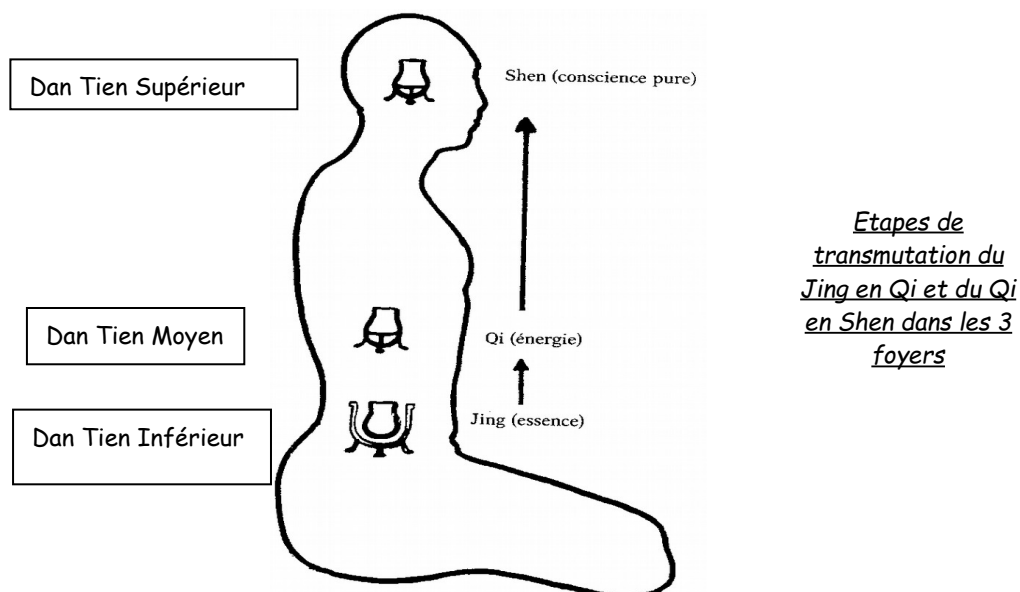 Dan Tien Supérieur
Shen (conscience pure)
Etapes de
transmutation du
Jing en Qi et du Qi
en Shen dans les 3
foyers
Dan Tien Moyen
Qi (énergie)
Jing (essence)
Dan Tien Inférieur